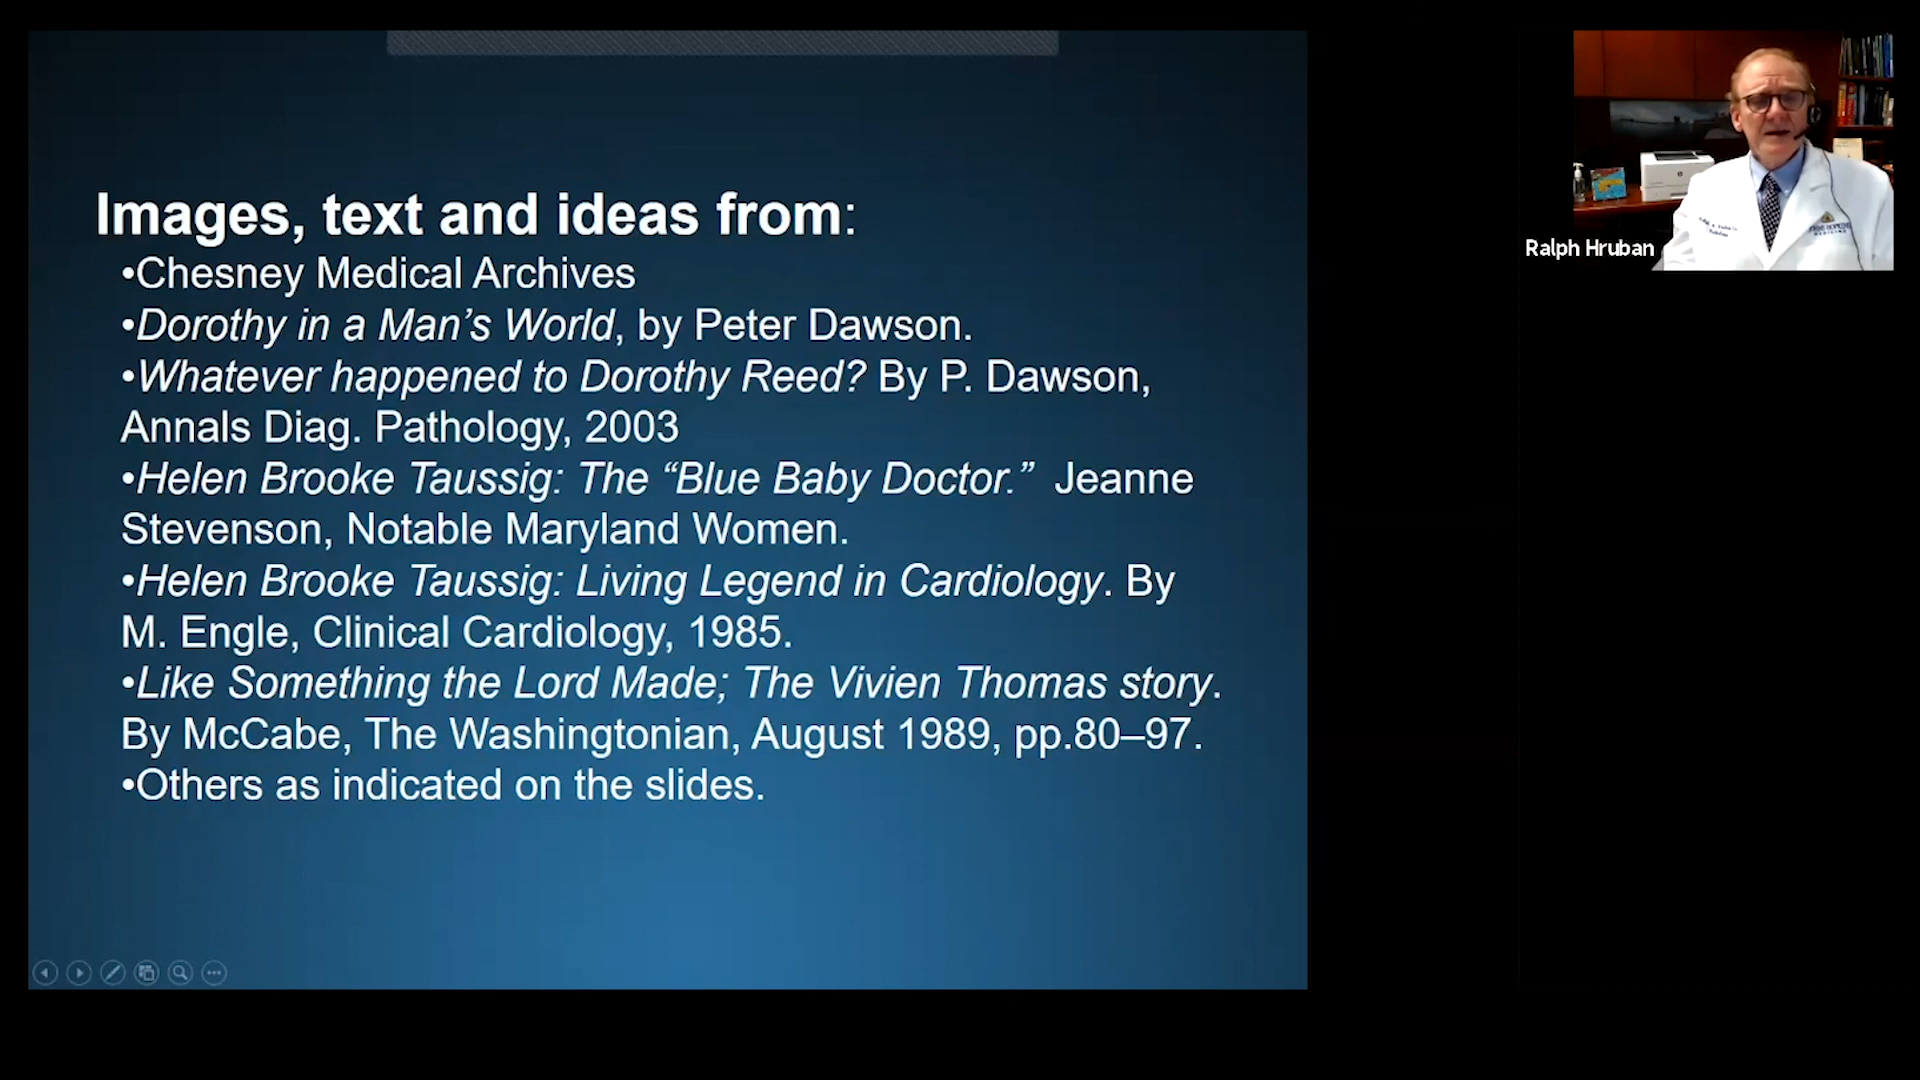 Images, text and ideas from:
•Chesney Medical Archives
•Dorothy in a Man’s World, by Peter Dawson.
•Whatever happened to Dorothy Reed? By P. Dawson,
Annals Diag. Pathology, 2003
•Helen Brooke Taussig: The “Blue Baby Doctor.” Jeanne
Stevenson, Notable Maryland Women.
•Helen Brooke Taussig: Living Legend in Cardiology. By
M. Engle, Clinical Cardiology, 1985.
•Like Something the Lord Made; The Vivien Thomas story.
By McCabe, The Washingtonian, August 1989, pp.80–97.
•Others as indicated on the slides.
Ralph Hruban